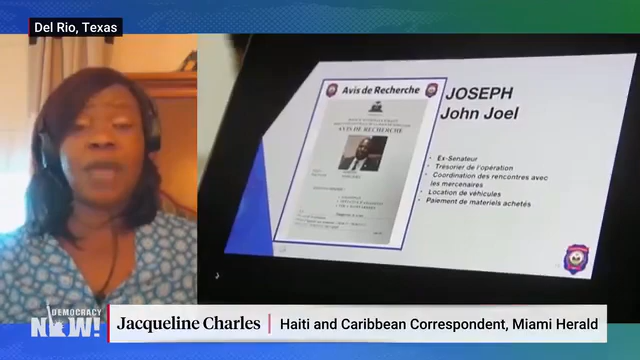 Del Rio, Texas
Avis de Recherche
AVIS DE RECHERCHE
JOSEPH
John Joel
• Ex-Senateur
• Trésorier de l'opération
• Coordination des rencontres avec
les mercenaires
• Location de véhicules
• Paiement de materiels achetés
DEMOCRACY
NOW!
Jacqueline Charles | Haiti and Caribbean Correspondent, Miami Herald